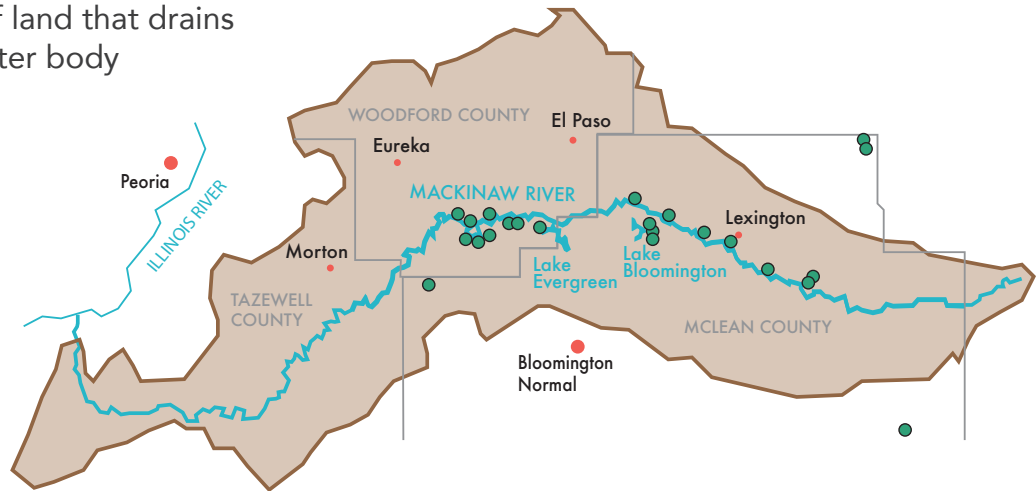 land that drains
body
WOODFORD COUNTY
El Paso
Eureka
Peoria
MACKINAW RIVER
ILLINOIS RIVER
Lexington
Morton
Lake
Bloomington
Lake
Evergreen
TAZEWELL
COUNTY
MCLEAN COUNTY
Bloomington
Normal